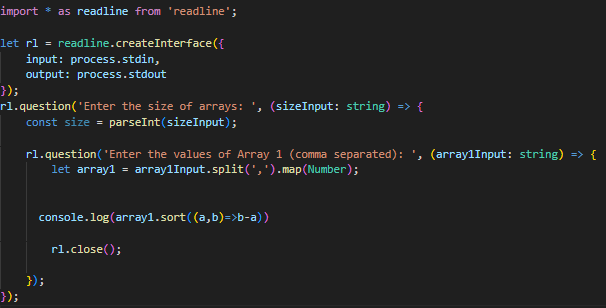 import * as readline from 'readline';
let rl = readline.createInterface({
input: process.stdin,
output: process.stdout
});
rl.question('Enter the size of arrays: ', (sizeInput: string) => {
const size = parseInt(sizeInput);
rl.question('Enter the values of Array 1 (comma separated): ', (array1Input: string) => {
let array1 = array1Input.split(',').map(Number);
console.log(array1.sort((a,b)=>b-a))
rl.close();
});
});